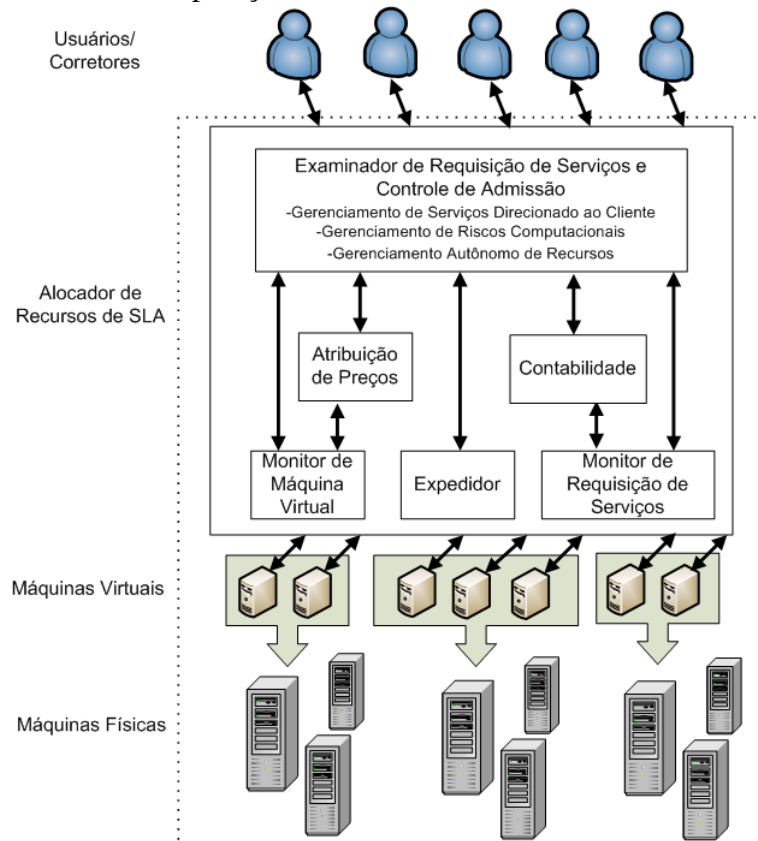 Usuários/
Corretores
Examinador de Requisição de Serviços e
Controle de Admissão
-Gerenciamento de Serviços Direcionado ao Cliente
-Gerenciamento de Riscos Computacionais
-Gerenciamento Autônomo de Recursos
Alocador de
Recursos de SLA
Atribuição
de Preços
Contabilidade
Monitor de
Máquina
Virtual
Expedidor
Monitor de
Requisição de
Serviços
Máquinas Virtuais
Máquinas Físicas